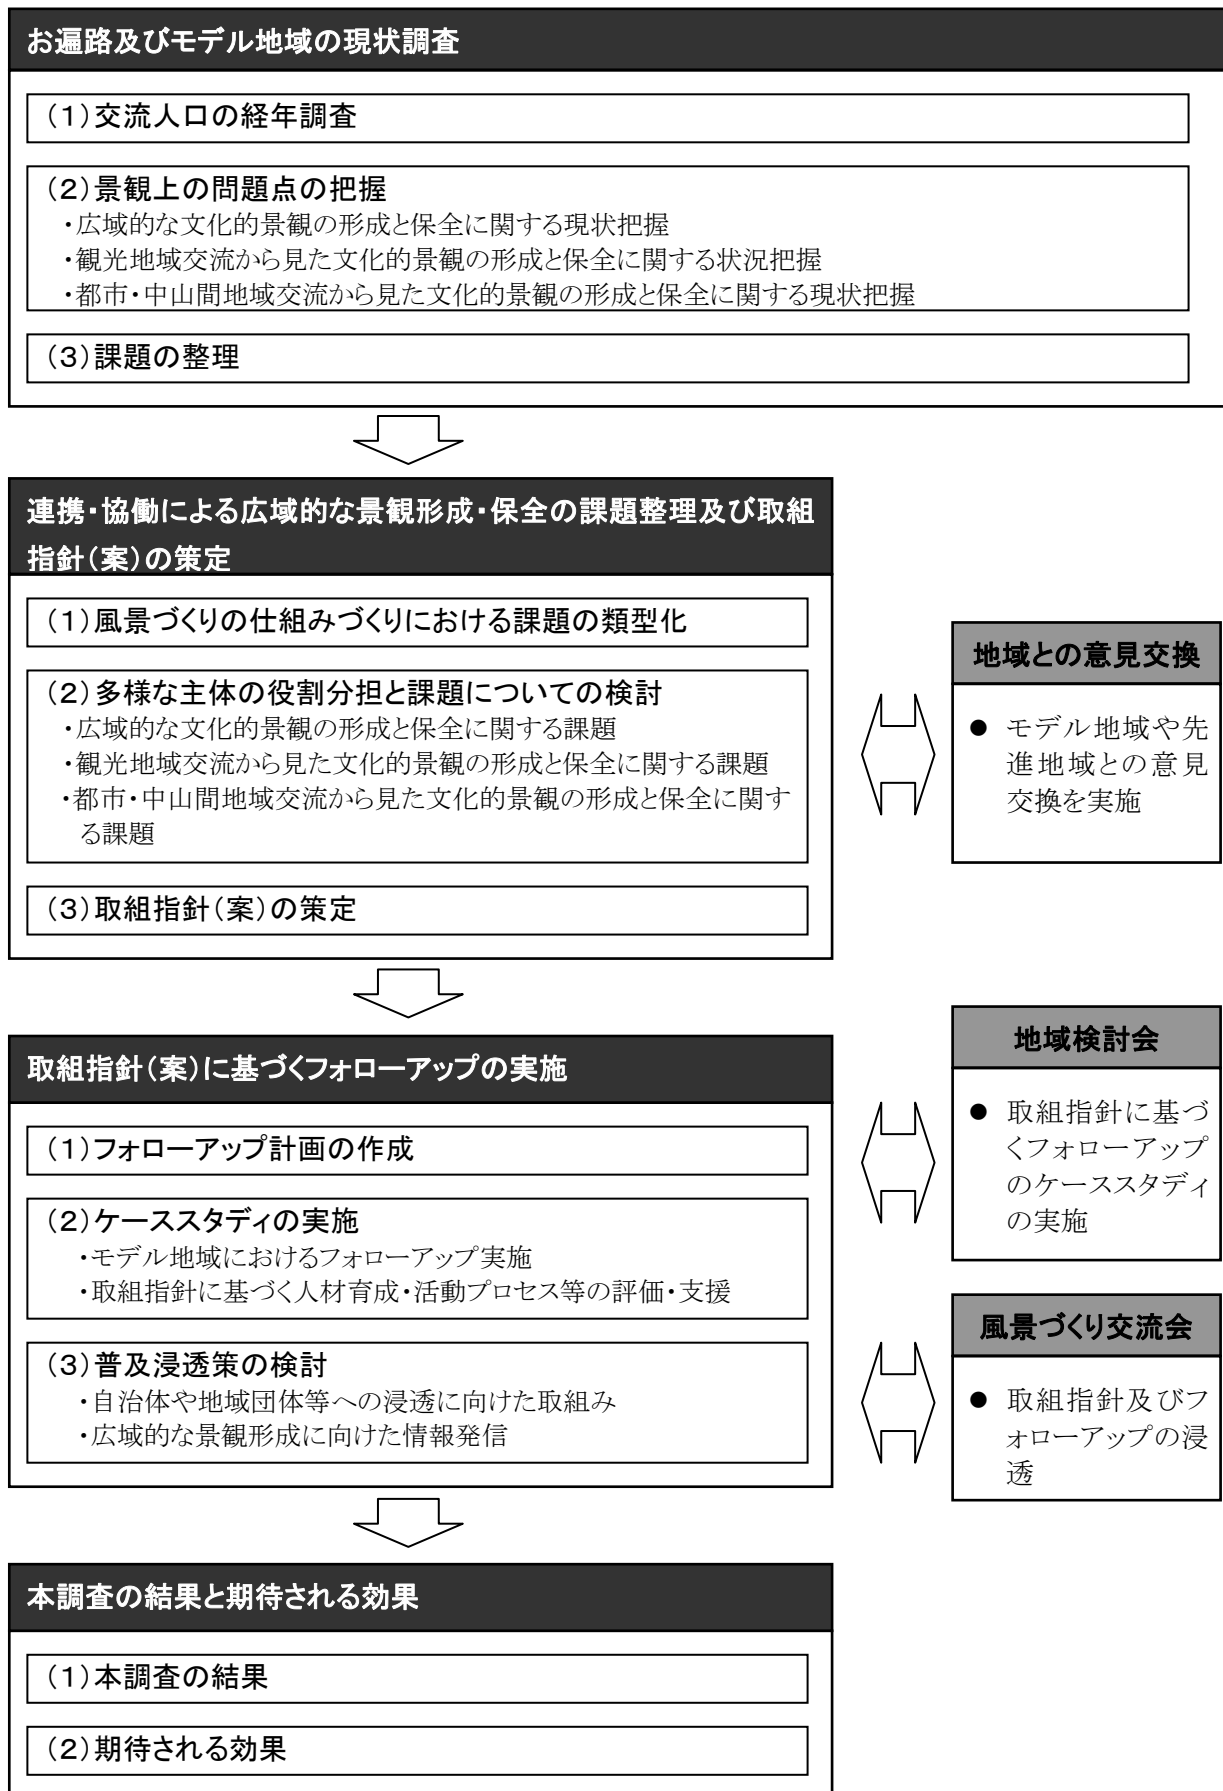 お遍路及びモデル地域の現状調査
(1)交流人口の経年調査
(2)景観上の問題点の把握
・広域的な文化的景観の形成と保全に関する現状把握
・観光地域交流から見た文化的景観の形成と保全に関する状況把握
・都市・中山間地域交流から見た文化的景観の形成と保全に関する現状把握
(3)課題の整理
連携・協働による広域的な景観形成・保全の課題整理及び取組
指針(案)の策定
(1)風景づくりの仕組みづくりにおける課題の類型化
(2)多様な主体の役割分担と課題についての検討
・広域的な文化的景観の形成と保全に関する課題
・観光地域交流から見た文化的景観の形成と保全に関する課題
・都市・中山間地域交流から見た文化的景観の形成と保全に関す
る課題
(3)取組指針(案)の策定
地域との意見交換
● モデル地域や先
進地域との意見
交換を実施
取組指針(案)に基づくフォローアップの実施
(1)フォローアップ計画の作成
(2)ケーススタディの実施
・モデル地域におけるフォローアップ実施
・取組指針に基づく人材育成・活動プロセス等の評価・支援
(3)普及浸透策の検討
・自治体や地域団体等への浸透に向けた取組み
・広域的な景観形成に向けた情報発信
地域検討会
● 取組指針に基づ
くフォローアップ
のケーススタディ
の実施
風景づくり交流会
● 取組指針及びフ
ォローアップの浸
透
本調査の結果と期待される効果
(1)本調査の結果
(2)期待される効果